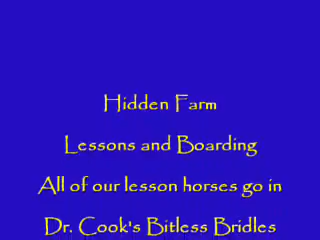 Hidden Farm
Lessons and Boarding
All of our lesson horses go in
Dr. Cook's Bitless Bridles